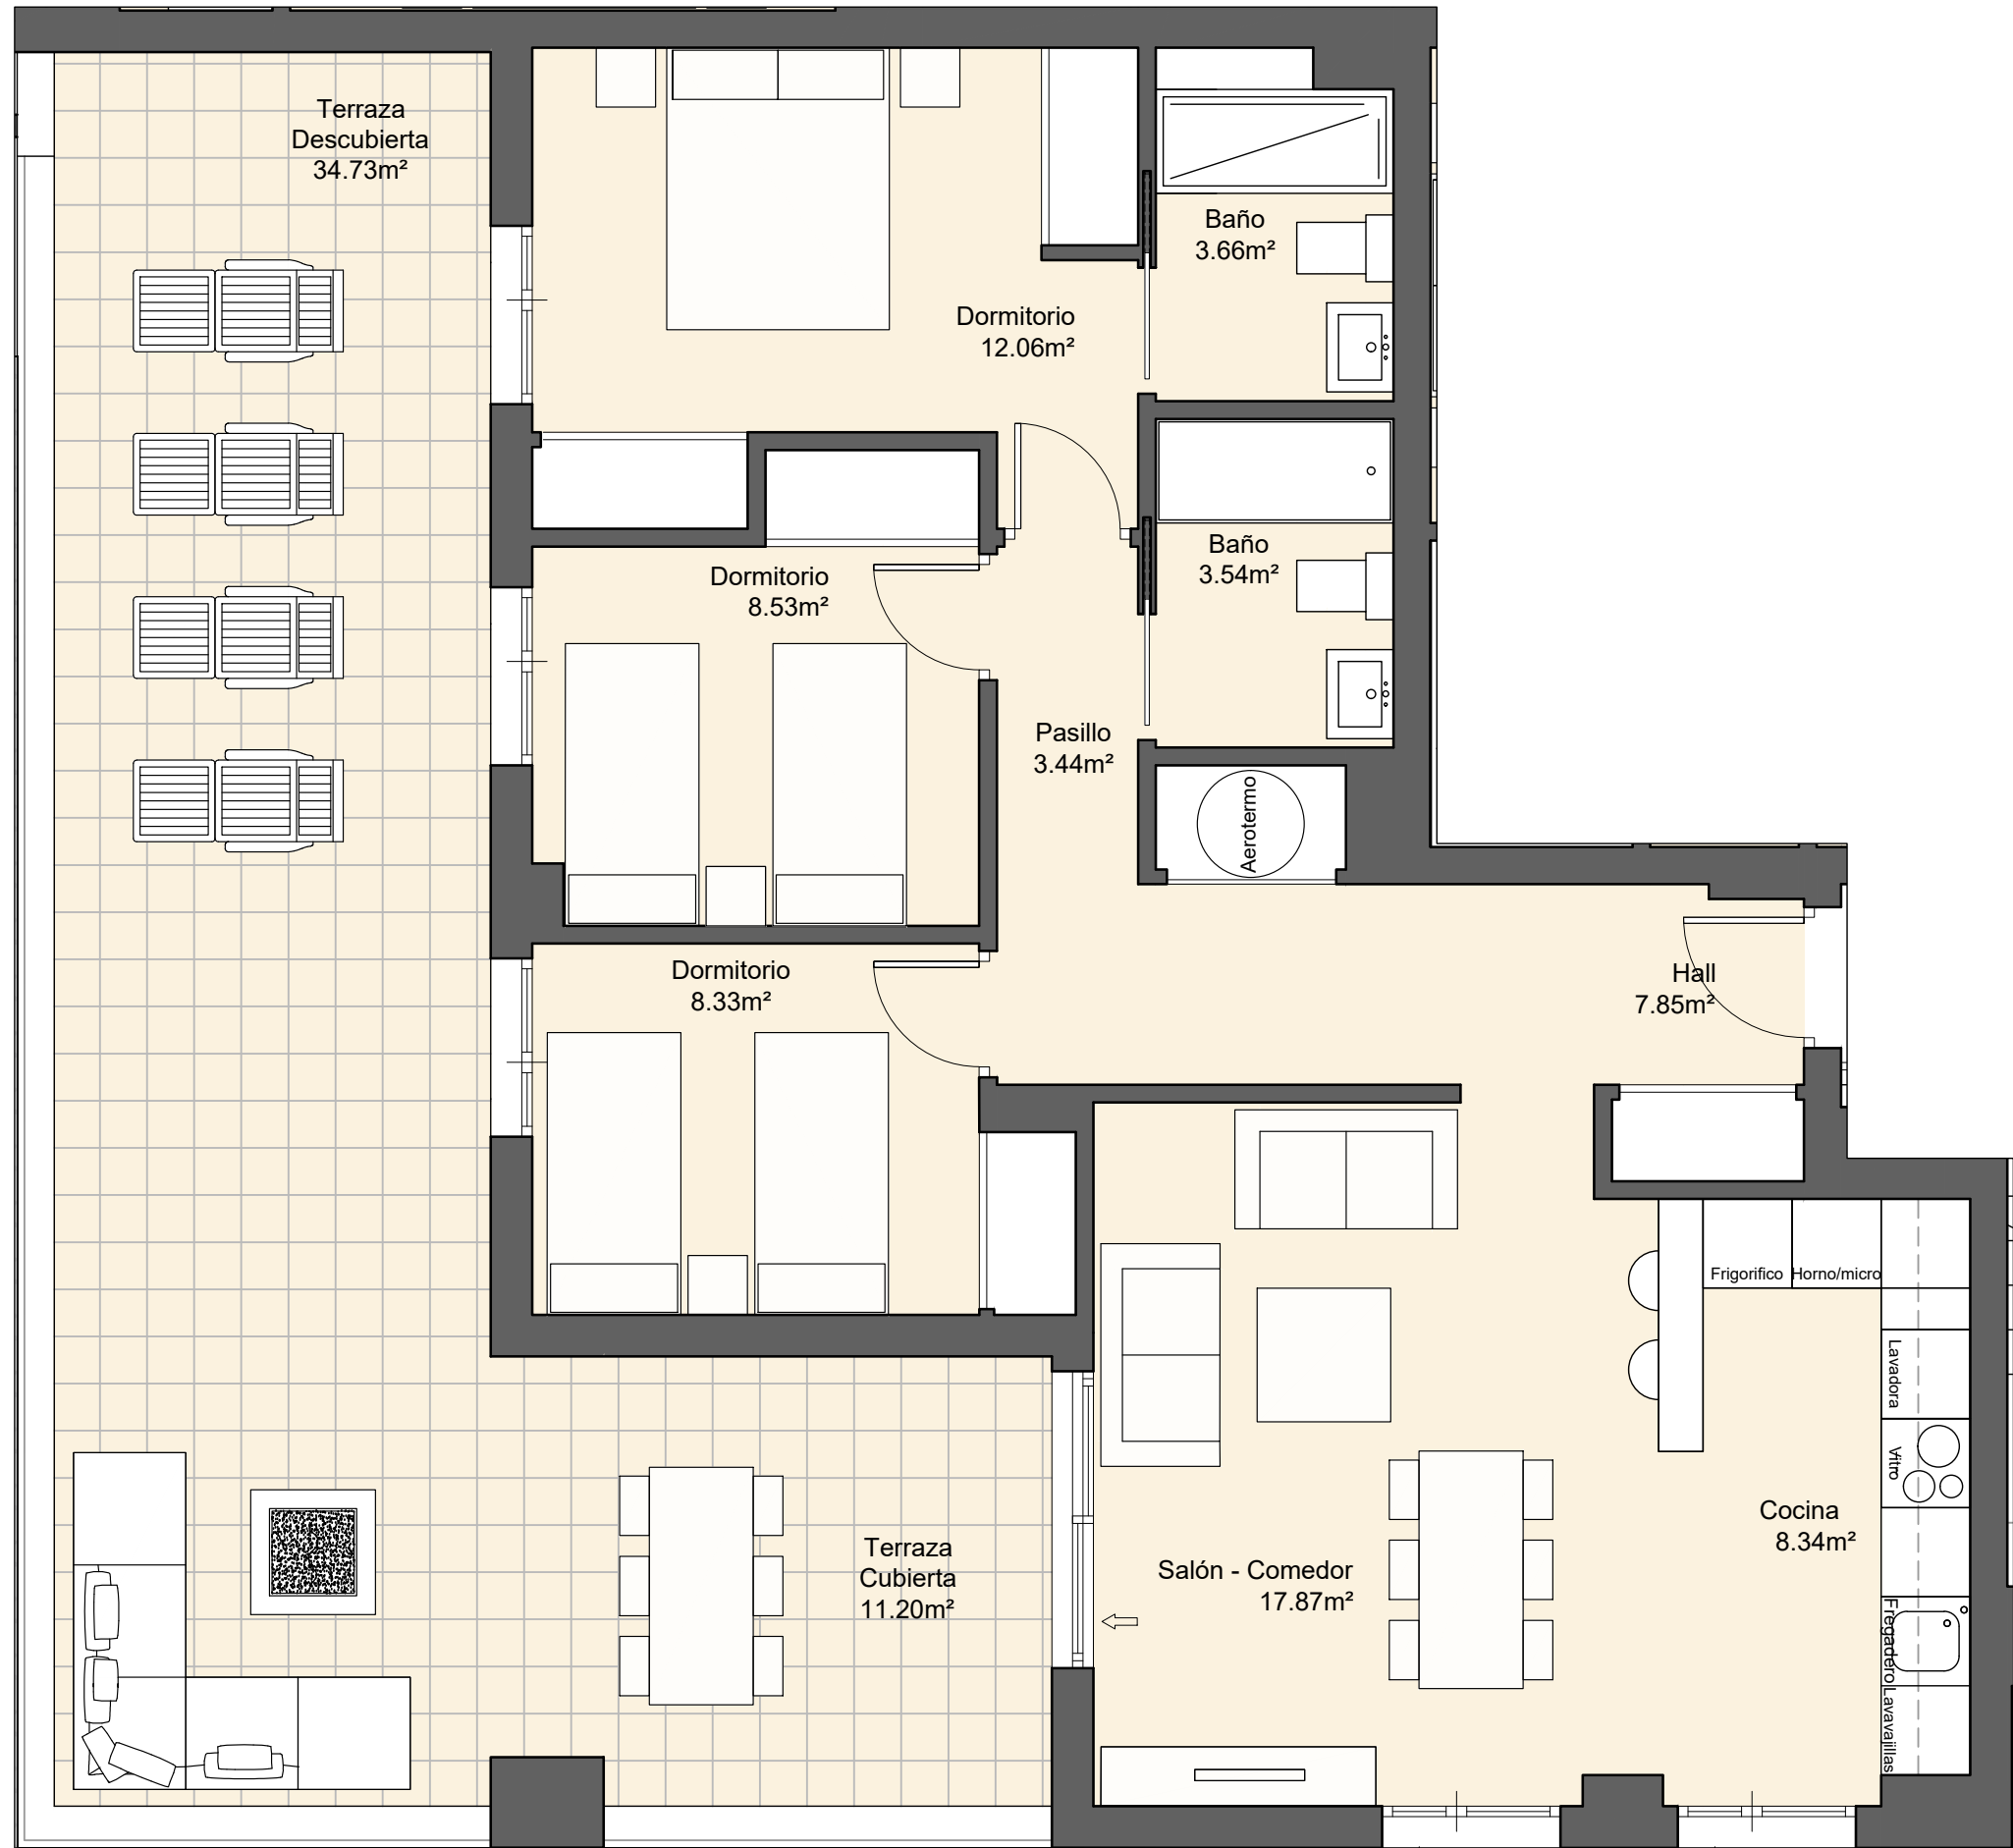 Terraza
Descubierta
34.73m²
Baño
3.66m²
Dormitorio
12.06m²
Baño
3.54m²
Dormitorio
8.53m²
Pasillo
3.44m²
Aerotermo
Dormitorio
8.33m²
Hall
7.85m²
Frigorifico
Horno/micro
Lavadora
Vitro
Cocina
8.34m²
Terraza
Cubierta
11.20m²
Salón - Comedor
17.87m²
Fregadero
Lavavajillas